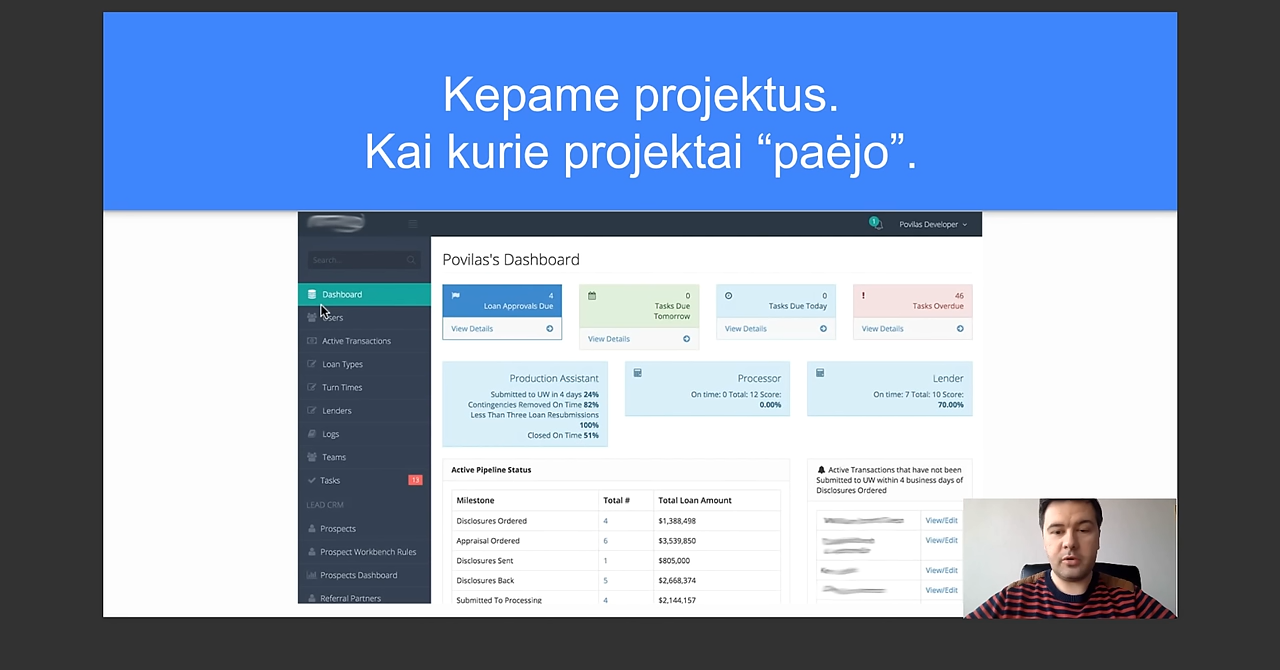 Kepame projektus.
Kai kurie projektai “paėjo”.
1
Povilas Developer
Search...
Dashboard
Users
Active Transactions
Loan Types
Turn Times
Lenders
Logs
Teams
Tasks
13
LEAD CRM
Prospects
Prospect Workbench Rules
Prospects Dashboard
Referral Partners
Povilas's Dashboard
4
Loan Approvals Due
View Details
0
Tasks Due
Tomorrow
View Details
0
Tasks Due Today
View Details
46
Tasks Overdue
View Details
Production Assistant
Submitted to UW in 4 days 24%
Contingencies Removed On Time 82%
Less Than Three Loan Resubmissions
100%
Closed On Time 51%
Processor
On time: 0 Total: 12 Score:
0.00%
Lender
On time: 7 Total: 10 Score:
70.00%
Active Pipeline Status
Milestone Total # Total Loan Amount
Disclosures Ordered 4 $1,388,498
Appraisal Ordered 6 $3,539,850
Disclosures Sent 1 $805,000
Disclosures Back 5 $2,668,374
Submitted To Processing 4 $2,144,157
Active Transactions that have not been
Submitted to UW within 4 business days of
Disclosures Ordered
View/Edit
View/Edit
View/Edit
View/Edit